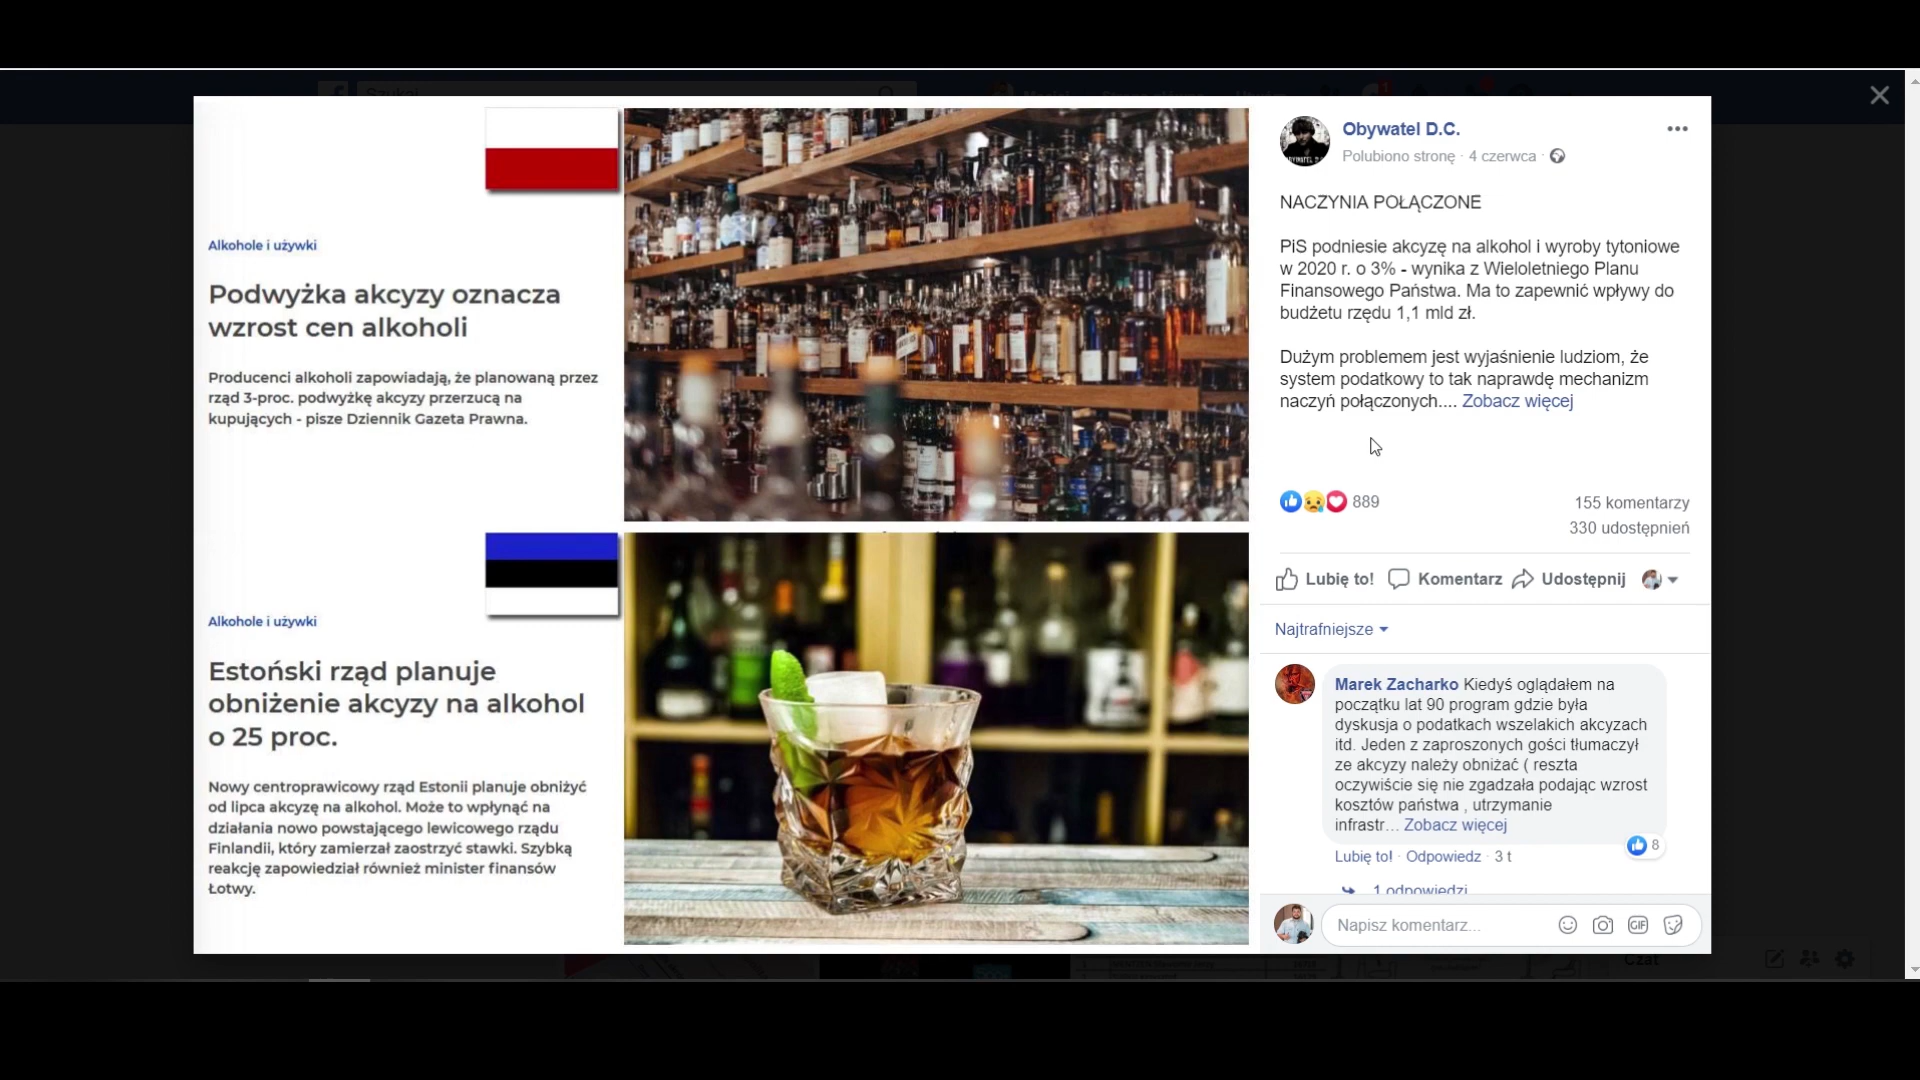 Szukaj
Alkohole i używki
Podwyżka akcyzy oznacza
wzrost cen alkoholi
Producenci alkoholi zapowiadają, że planowaną przez
rząd 3-proc. podwyżkę akcyzy przerzucą na
kupujących - pisze Dziennik Gazeta Prawna.
Alkohole i używki
Estoński rząd planuje
obniżenie akcyzy na alkohol
o 25 proc.
Nowy centroprawicowy rząd Estonii planuje obniżyć
od lipca akcyzę na alkohol. Może to wpłynąć na
działania nowo powstającego lewicowego rządu
Finlandii, który zamierzał zaostrzyć stawki. Szybką
reakcję zapowiedział również minister finansów
Łotwy.
Obywatel D.C.
Polubiono stronę · 4 czerwca ·
NACZYNIA POŁĄCZONE
PiS podniesie akcyzę na alkohol i wyroby tytoniowe
w 2020 r. o 3% - wynika z Wieloletniego Planu
Finansowego Państwa. Ma to zapewnić wpływy do
budżetu rzędu 1,1 mld zł.
Dużym problemem jest wyjaśnienie ludziom, że
system podatkowy to tak naprawdę mechanizm
naczyń połączonych.... Zobacz więcej
889
155 komentarzy
330 udostępnień
Lubię to! Komentarz Udostępnij
Najtrafniejsze
Marek Zacharko Kiedyś oglądałem na
początku lat 90 program gdzie była
dyskusja o podatkach wszelakich akcyzach
itd. Jeden z zaproszonych gości tłumaczył
ze akcyzy należy obniżać ( reszta
oczywiście się nie zgadzała podając wzrost
kosztów państwa , utrzymanie
infrastr... Zobacz więcej
8
Lubię to! · Odpowiedz · 3 t
1 odpowiedzi
Napisz komentarz...
GIF
Czat